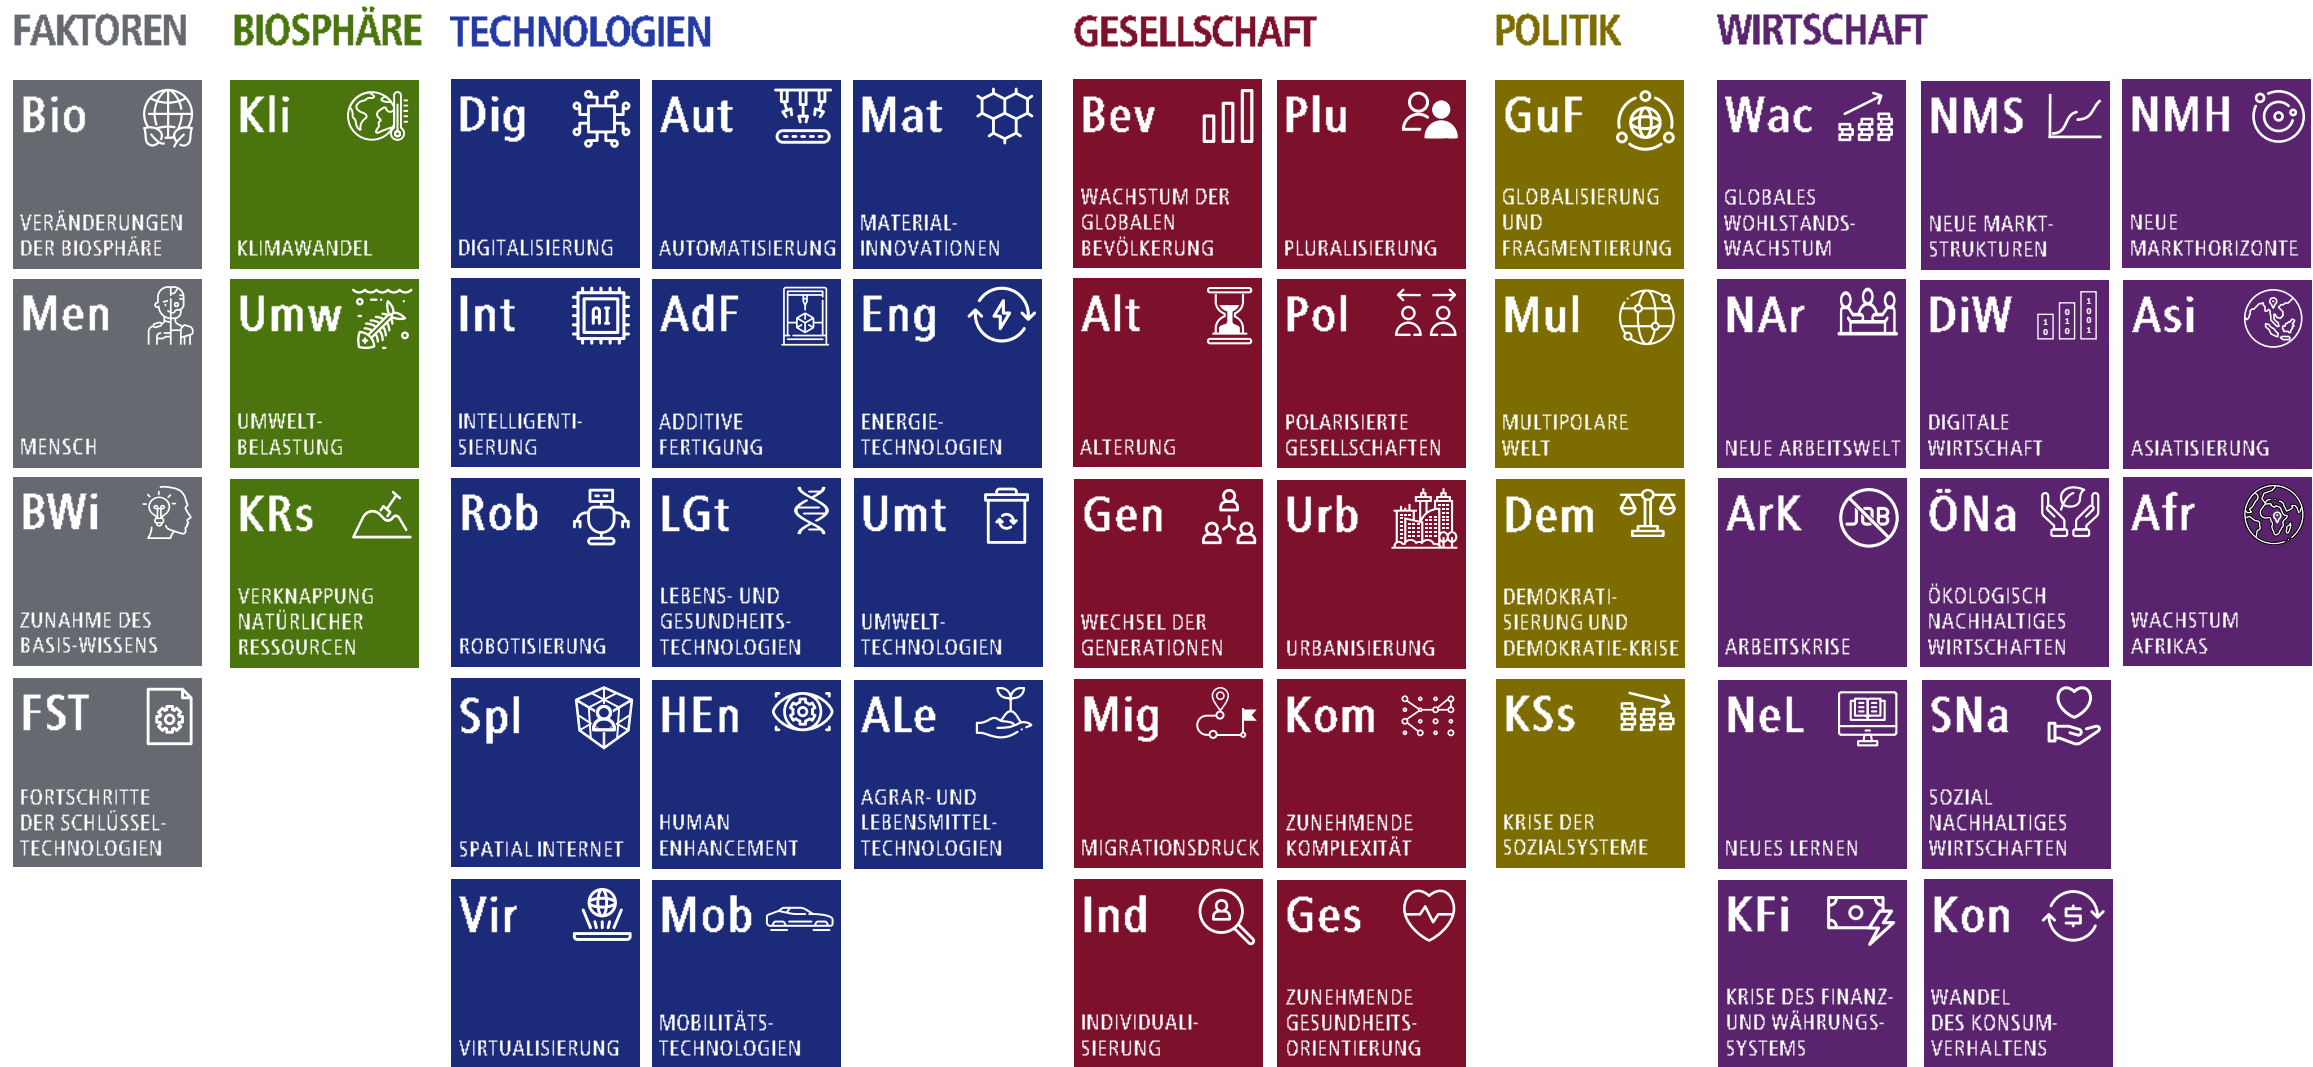 FAKTOREN
Bio
VERÄNDERUNGEN
DER BIOSPHÄRE
Men
MENSCH
BWi
ZUNAHME DES
BASIS-WISSENS
FST
FORTSCHRITTE
DER SCHLÜSSEL-
TECHNOLOGIEN
BIOSPHÄRE
Kli
KLIMAWANDEL
Umw
UMWELT-
BELASTUNG
KRs
VERKNAPPUNG
NATÜRLICHER
RESSOURCEN
TECHNOLOGIEN
Dig
DIGITALISIERUNG
Aut
AUTOMATISIERUNG
Mat
MATERIAL-
INNOVATIONEN
Int
AI
INTELLIGENTI-
SIERUNG
AdF
ADDITIVE
FERTIGUNG
Eng
ENERGIE-
TECHNOLOGIEN
Rob
ROBOTISIERUNG
LGt
LEBENS- UND
GESUNDHEITS-
TECHNOLOGIEN
Umt
UMWELT-
TECHNOLOGIEN
Spl
SPATIAL INTERNET
HEn
HUMAN
ENHANCEMENT
ALe
AGRAR- UND
LEBENSMITTEL-
TECHNOLOGIEN
Vir
VIRTUALISIERUNG
Mob
MOBILITÄTS-
TECHNOLOGIEN
GESELLSCHAFT
Bev
WACHSTUM DER
GLOBALEN
BEVÖLKERUNG
Plu
PLURALISIERUNG
Alt
ALTERUNG
Pol
POLARISIERTE
GESELLSCHAFTEN
Gen
WECHSEL DER
GENERATIONEN
Urb
URBANISIERUNG
Mig
MIGRATIONSDRUCK
Kom
ZUNEHMENDE
KOMPLEXITÄT
Ind
INDIVIDUALI-
SIERUNG
Ges
ZUNEHMENDE
GESUNDHEITS-
ORIENTIERUNG
POLITIK
GuF
GLOBALISIERUNG
UND
FRAGMENTIERUNG
Mul
MULTIPOLARE
WELT
Dem
DEMOKRATI-
SIERUNG UND
DEMOKRATIE-KRISE
KSs
KRISE DER
SOZIALSYSTEME
WIRTSCHAFT
Wac
GLOBALES
WOHLSTANDS-
WACHSTUM
NMS
NEUE MARKT-
STRUKTUREN
NMH
NEUE
MARKTHORIZONTE
NAr
NEUE ARBEITSWELT
DiW
10
010
1001
DIGITALE
WIRTSCHAFT
Asi
ASIATISIERUNG
ArK
JOB
ARBEITSKRISE
ÖNa
ÖKOLOGISCH
NACHHALTIGES
WIRTSCHAFTEN
Afr
WACHSTUM
AFRIKAS
NeL
NEUES LERNEN
SNa
SOZIAL
NACHHALTIGES
WIRTSCHAFTEN
KFi
KRISE DES FINANZ-
UND WÄHRUNGS-
SYSTEMS
Kon
$
WANDEL
DES KONSUM-
VERHALTENS